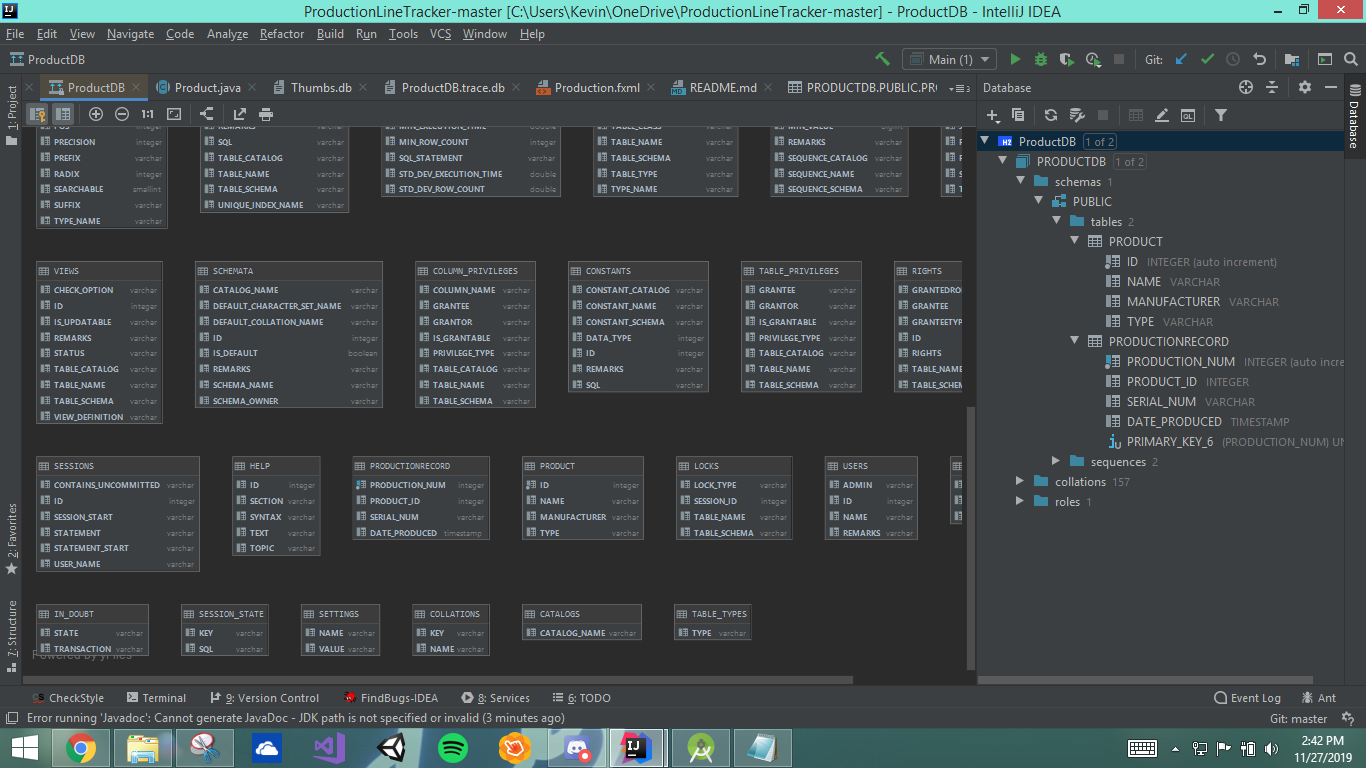 ProductionLineTracker-master [C:\Users\Kevin\OneDrive\ProductionLineTracker-master] - ProductDB - IntelliJ IDEA
File Edit View Navigate Code Analyze Refactor Build Run Tools VCS Window Help
ProductDB Main (1) Git:
ProductDB Product.java Thumbs.db ProductDB.trace.db Production.fxml README.md PRODUCTDB.PUBLIC.PR
1:1
1: Project
2: Favorites
7: Structure
PRECISION integer
PREFIX varchar
RADIX integer
SEARCHABLE smallint
SUFFIX varchar
TYPE_NAME varchar
REMARKS varchar
SQL varchar
TABLE_CATALOG varchar
TABLE_NAME varchar
TABLE_SCHEMA varchar
UNIQUE_INDEX_NAME varchar
MIN_EXECUTION_TIME double
MIN_ROW_COUNT integer
SQL_STATEMENT varchar
STD_DEV_EXECUTION_TIME double
STD_DEV_ROW_COUNT double
TABLE_CLASS varchar
TABLE_NAME varchar
TABLE_SCHEMA varchar
TABLE_TYPE varchar
TYPE_NAME varchar
MIN_VALUE bigint
REMARKS varchar
SEQUENCE_CATALOG varchar
SEQUENCE_NAME varchar
SEQUENCE_SCHEMA varchar
VIEWS
CHECK_OPTION varchar
ID integer
IS_UPDATABLE varchar
REMARKS varchar
STATUS varchar
TABLE_CATALOG varchar
TABLE_NAME varchar
TABLE_SCHEMA varchar
VIEW_DEFINITION varchar
SCHEMATA
CATALOG_NAME varchar
DEFAULT_CHARACTER_SET_NAME varchar
DEFAULT_COLLATION_NAME varchar
ID integer
IS_DEFAULT boolean
REMARKS varchar
SCHEMA_NAME varchar
SCHEMA_OWNER varchar
COLUMN_PRIVILEGES
COLUMN_NAME varchar
GRANTEE varchar
GRANTOR varchar
IS_GRANTABLE varchar
PRIVILEGE_TYPE varchar
TABLE_CATALOG varchar
TABLE_NAME varchar
TABLE_SCHEMA varchar
CONSTANTS
CONSTANT_CATALOG varchar
CONSTANT_NAME varchar
CONSTANT_SCHEMA varchar
DATA_TYPE integer
ID integer
REMARKS varchar
SQL varchar
TABLE_PRIVILEGES
GRANTEE varchar
GRANTOR varchar
IS_GRANTABLE varchar
PRIVILEGE_TYPE varchar
TABLE_CATALOG varchar
TABLE_NAME varchar
TABLE_SCHEMA varchar
RIGHTS
GRANTEDRO
GRANTEE
GRANTEETYP
ID
RIGHTS
TABLE_NAME
TABLE_SCHEM
SESSIONS
CONTAINS_UNCOMMITTED varchar
ID integer
SESSION_START varchar
STATEMENT varchar
STATEMENT_START varchar
USER_NAME varchar
HELP
ID integer
SECTION varchar
SYNTAX varchar
TEXT varchar
TOPIC varchar
PRODUCTIONRECORD
PRODUCTION_NUM integer
PRODUCT_ID integer
SERIAL_NUM varchar
DATE_PRODUCED timestamp
PRODUCT
ID integer
NAME varchar
MANUFACTURER varchar
TYPE varchar
LOCKS
LOCK_TYPE varchar
SESSION_ID integer
TABLE_NAME varchar
TABLE_SCHEMA varchar
USERS
ADMIN varchar
ID integer
NAME varchar
REMARKS varchar
IN_DOUBT
STATE varchar
TRANSACTION varchar
SESSION_STATE
KEY varchar
SQL varchar
SETTINGS
NAME varchar
VALUE varchar
COLLATIONS
KEY varchar
NAME varchar
CATALOGS
CATALOG_NAME varchar
TABLE_TYPES
TYPE varchar
Powered by yFiles
Database
Database
ProductDB 1 of 2
PRODUCTDB 1 of 2
schemas 1
PUBLIC
tables 2
PRODUCT
ID INTEGER (auto increment)
NAME VARCHAR
MANUFACTURER VARCHAR
TYPE VARCHAR
PRODUCTIONRECORD
PRODUCTION_NUM INTEGER (auto incre
PRODUCT_ID INTEGER
SERIAL_NUM VARCHAR
DATE_PRODUCED TIMESTAMP
PRIMARY_KEY_6 (PRODUCTION_NUM) UN
sequences 2
collations 157
roles 1
CheckStyle Terminal 9: Version Control FindBugs-IDEA 8: Services 6: TODO Event Log Ant
Error running 'Javadoc': Cannot generate JavaDoc - JDK path is not specified or invalid (3 minutes ago) Git: master
2:42 PM
11/27/2019